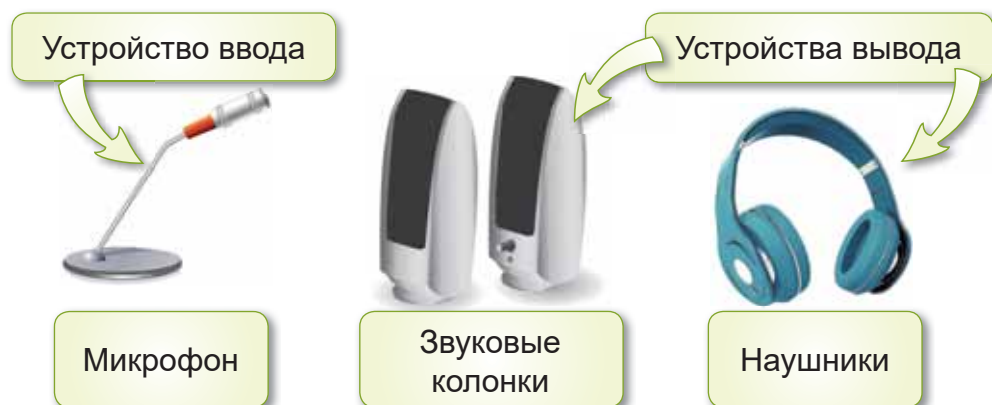 Устройство ввода
Устройства вывода
Микрофон
Звуковые
колонки
Наушники